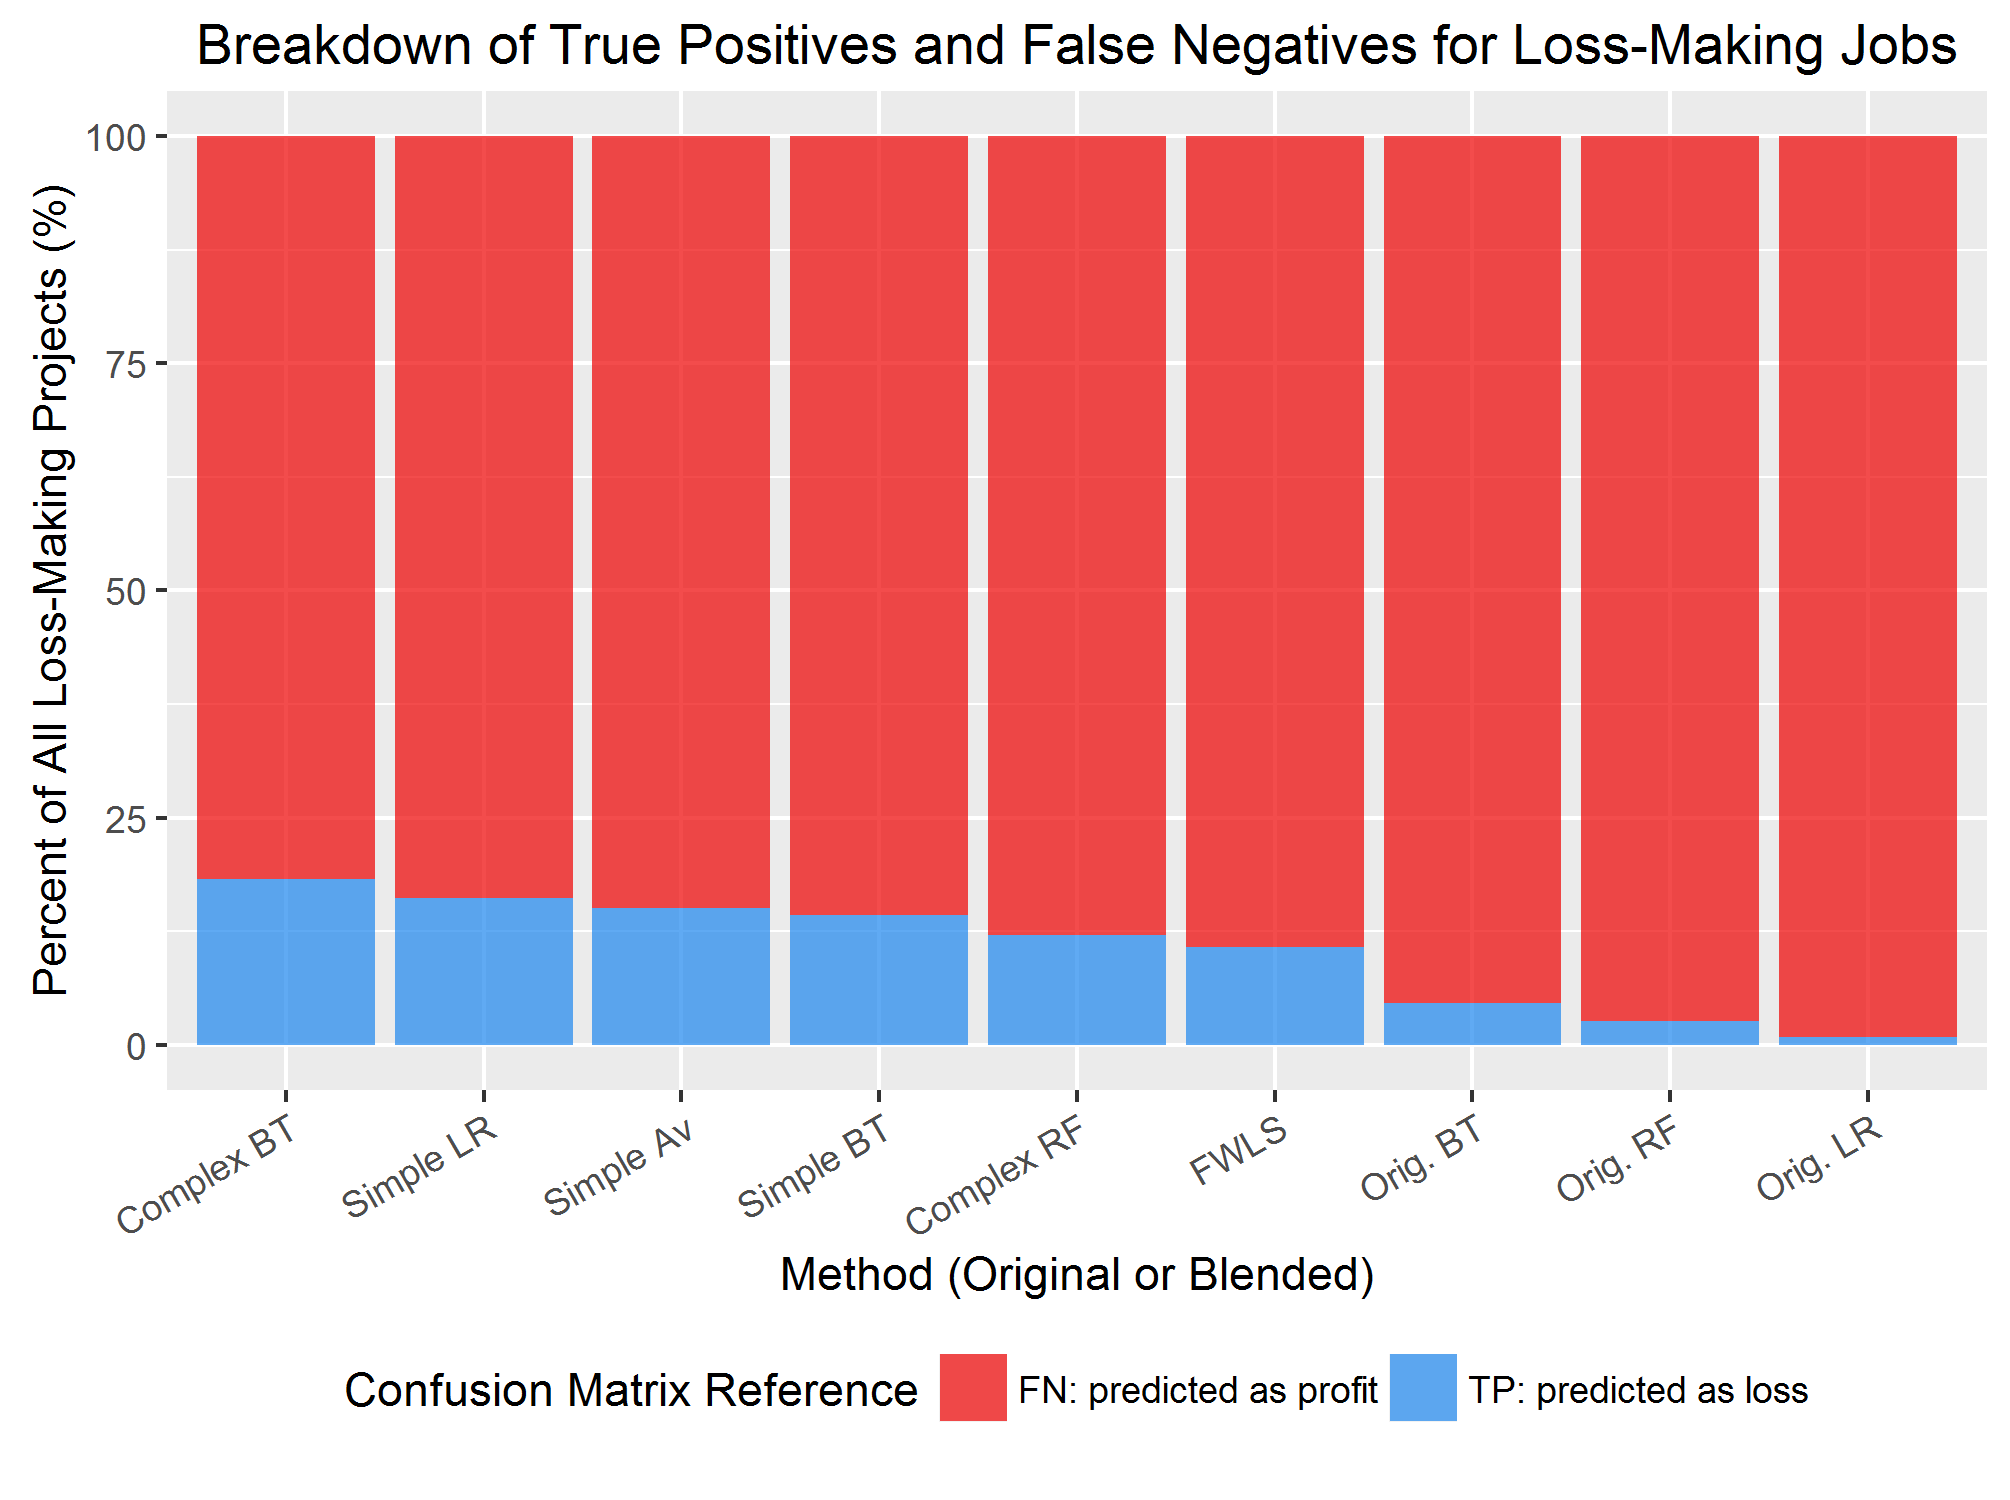 Breakdown of True Positives and False Negatives for Loss-Making Jobs
Percent of All Loss-Making Projects (%)
100
75
50
25
0
Complex BT
Simple LR
Simple Av
Simple BT
Complex RF
FWLS
Orig. BT
Orig. RF
Orig. LR
Method (Original or Blended)
Confusion Matrix Reference FN: predicted as profit TP: predicted as loss